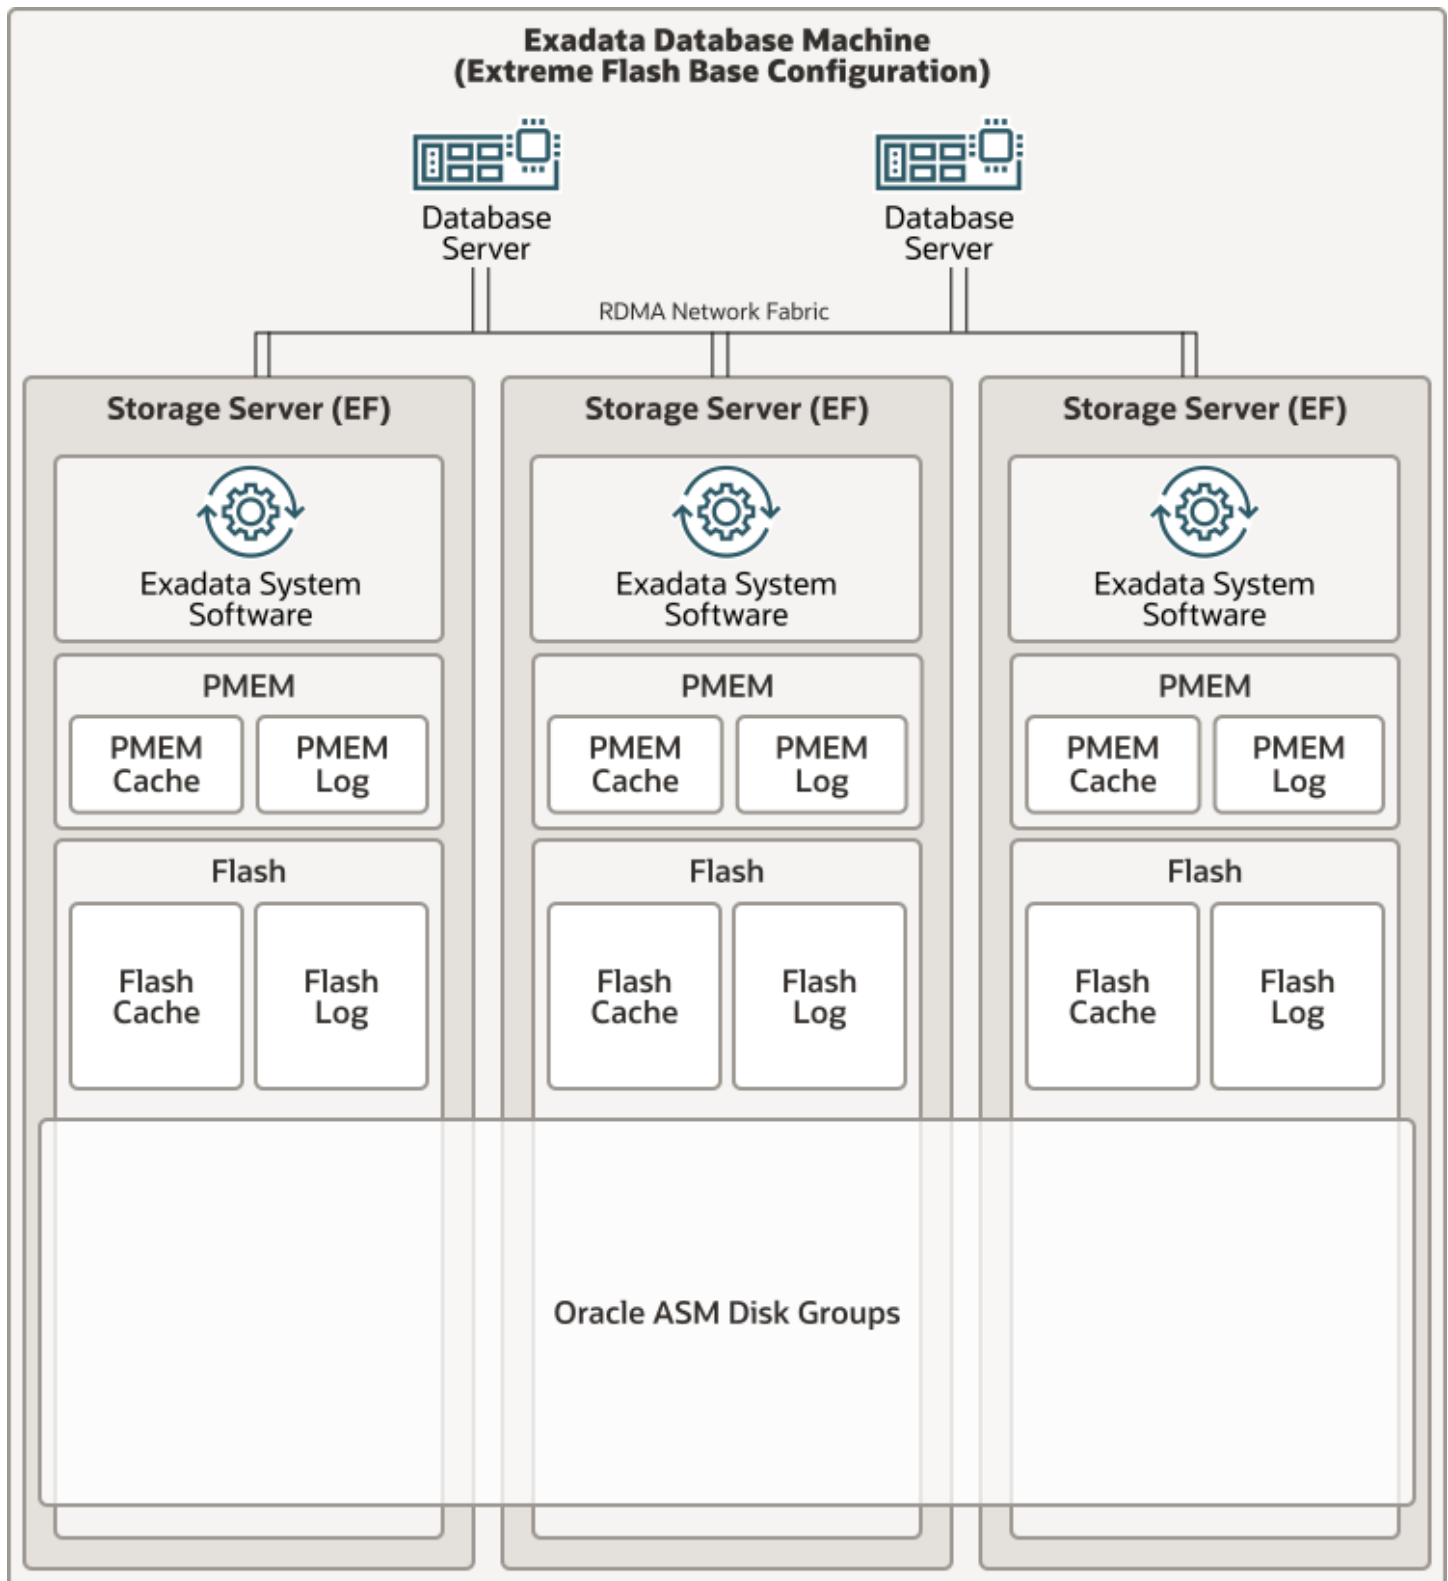 Exadata Database Machine
(Extreme Flash Base Configuration)
Database
Server
Database
Server
RDMA Network Fabric
Storage Server (EF)
Exadata System
Software
PMEM
PMEM
Cache
PMEM
Log
Flash
Flash
Cache
Flash
Log
Storage Server (EF)
Exadata System
Software
PMEM
PMEM
Cache
PMEM
Log
Flash
Flash
Cache
Flash
Log
Storage Server (EF)
Exadata System
Software
PMEM
PMEM
Cache
PMEM
Log
Flash
Flash
Cache
Flash
Log
Oracle ASM Disk Groups